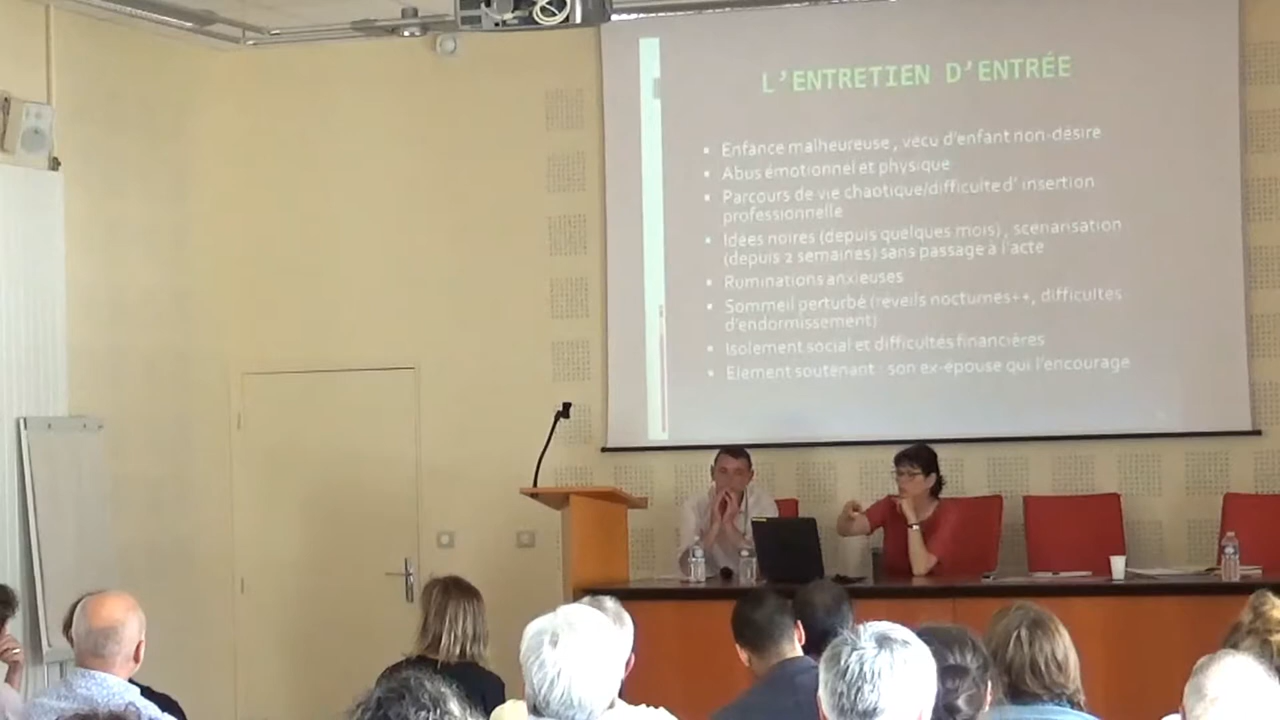 L'ENTRETIEN D'ENTRÉE
▪ Enfance malheureuse , vécu d'enfant non-désiré
▪ Abus émotionnel et physique
▪ Parcours de vie chaotique/difficulté d' insertion
professionnelle
▪ Idées noires (depuis quelques mois) , scénarisation
(depuis 2 semaines) sans passage à l'acte
▪ Ruminations anxieuses
▪ Sommeil perturbé (réveils nocturnes++, difficultés
d'endormissement)
▪ Isolement social et difficultés financières
▪ Elément soutenant : son ex-épouse qui l'encourage